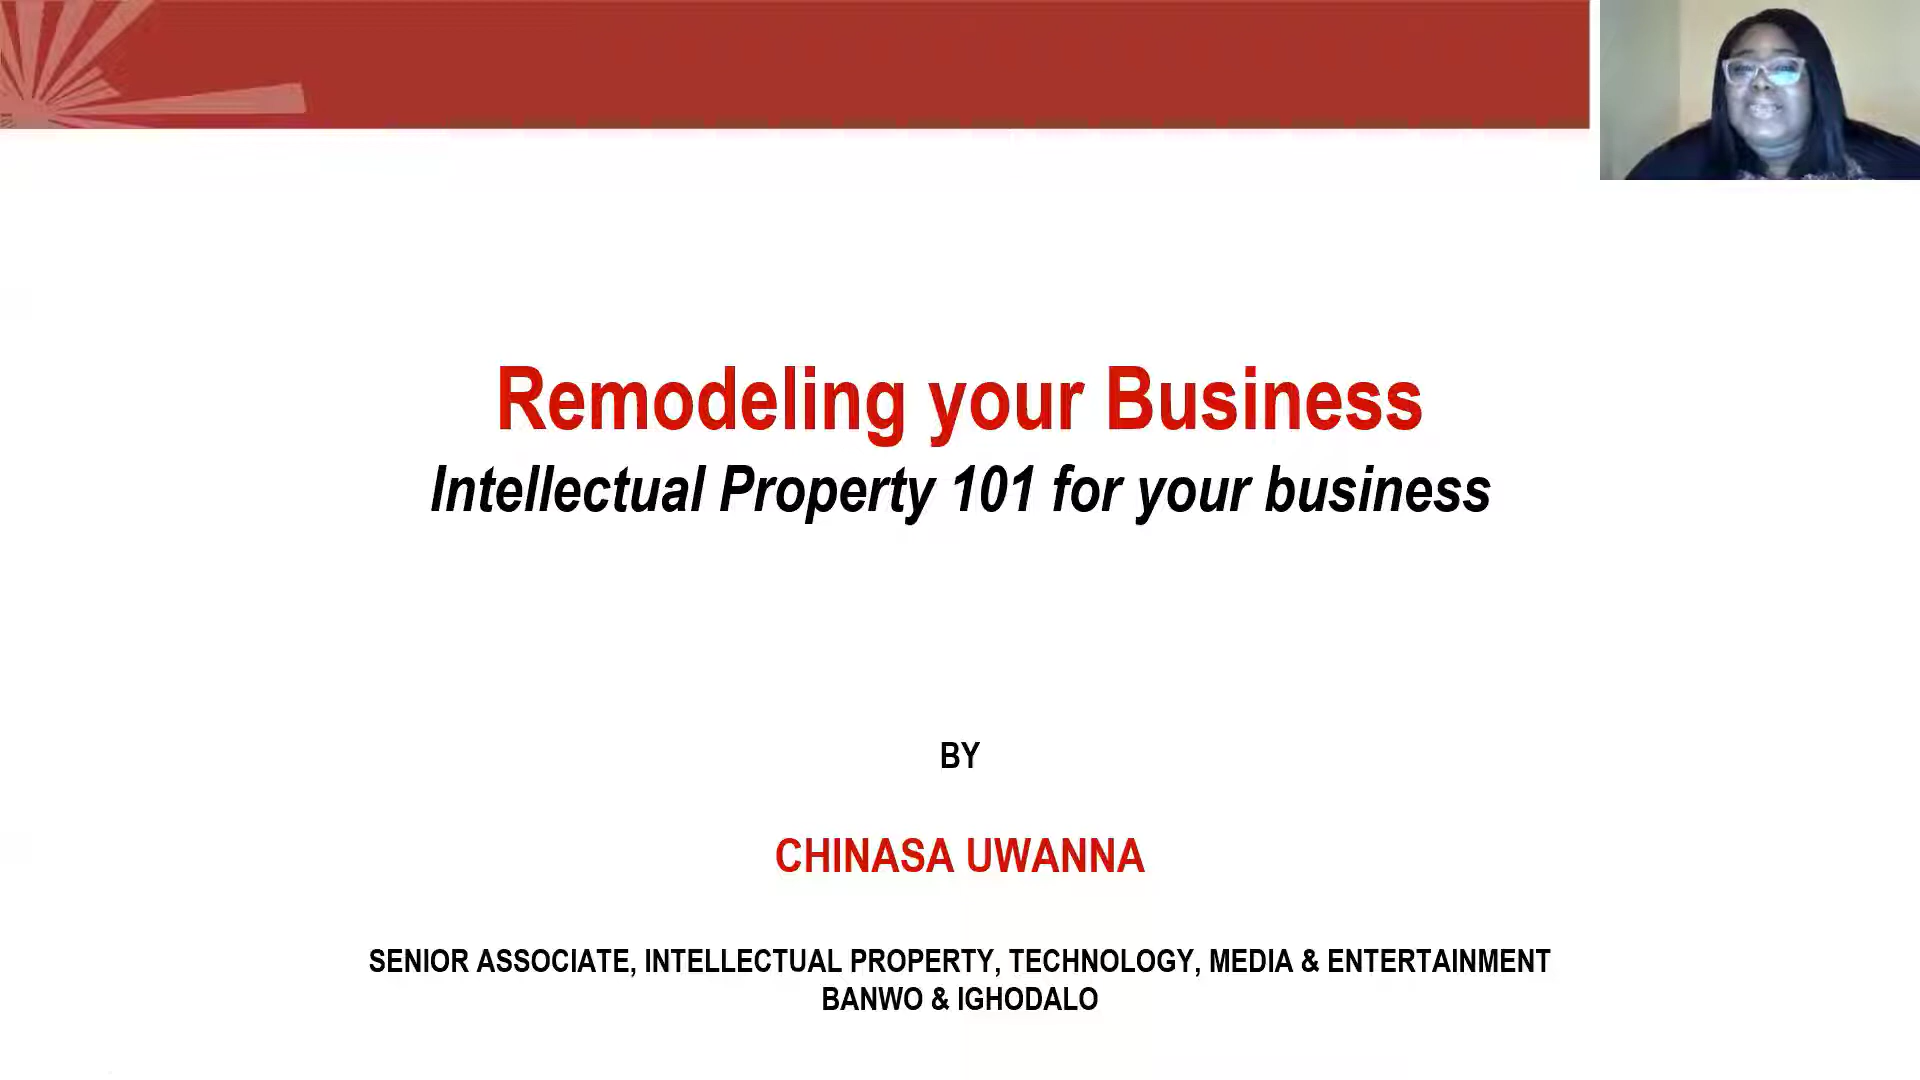 Remodeling your Business
Intellectual Property 101 for your business
BY
CHINASA UWANNA
SENIOR ASSOCIATE, INTELLECTUAL PROPERTY, TECHNOLOGY, MEDIA & ENTERTAINMENT
BANWO & IGHODALO